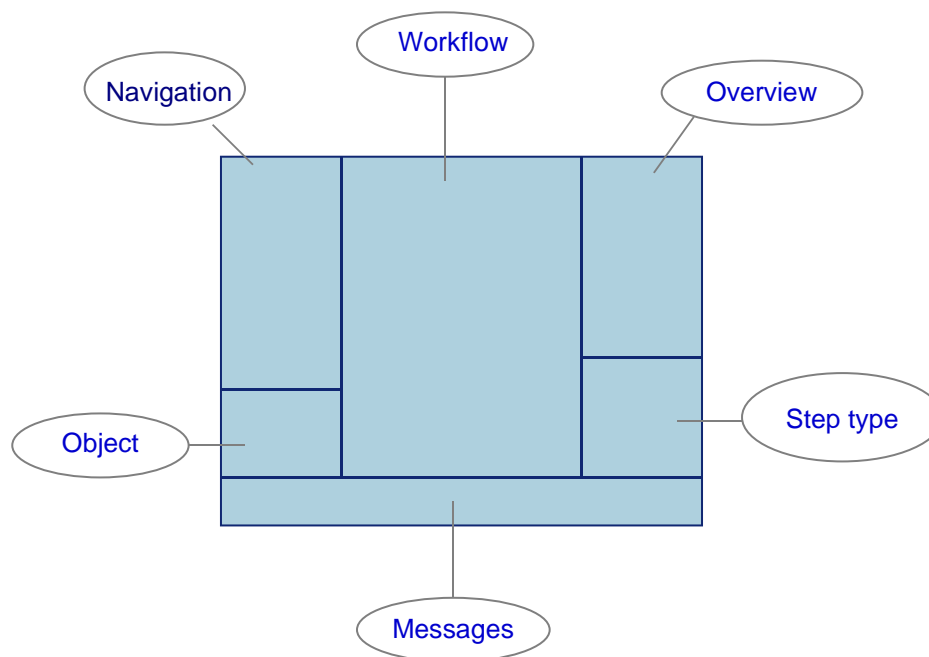 Workflow
Navigation
Overview
Object
Step type
Messages